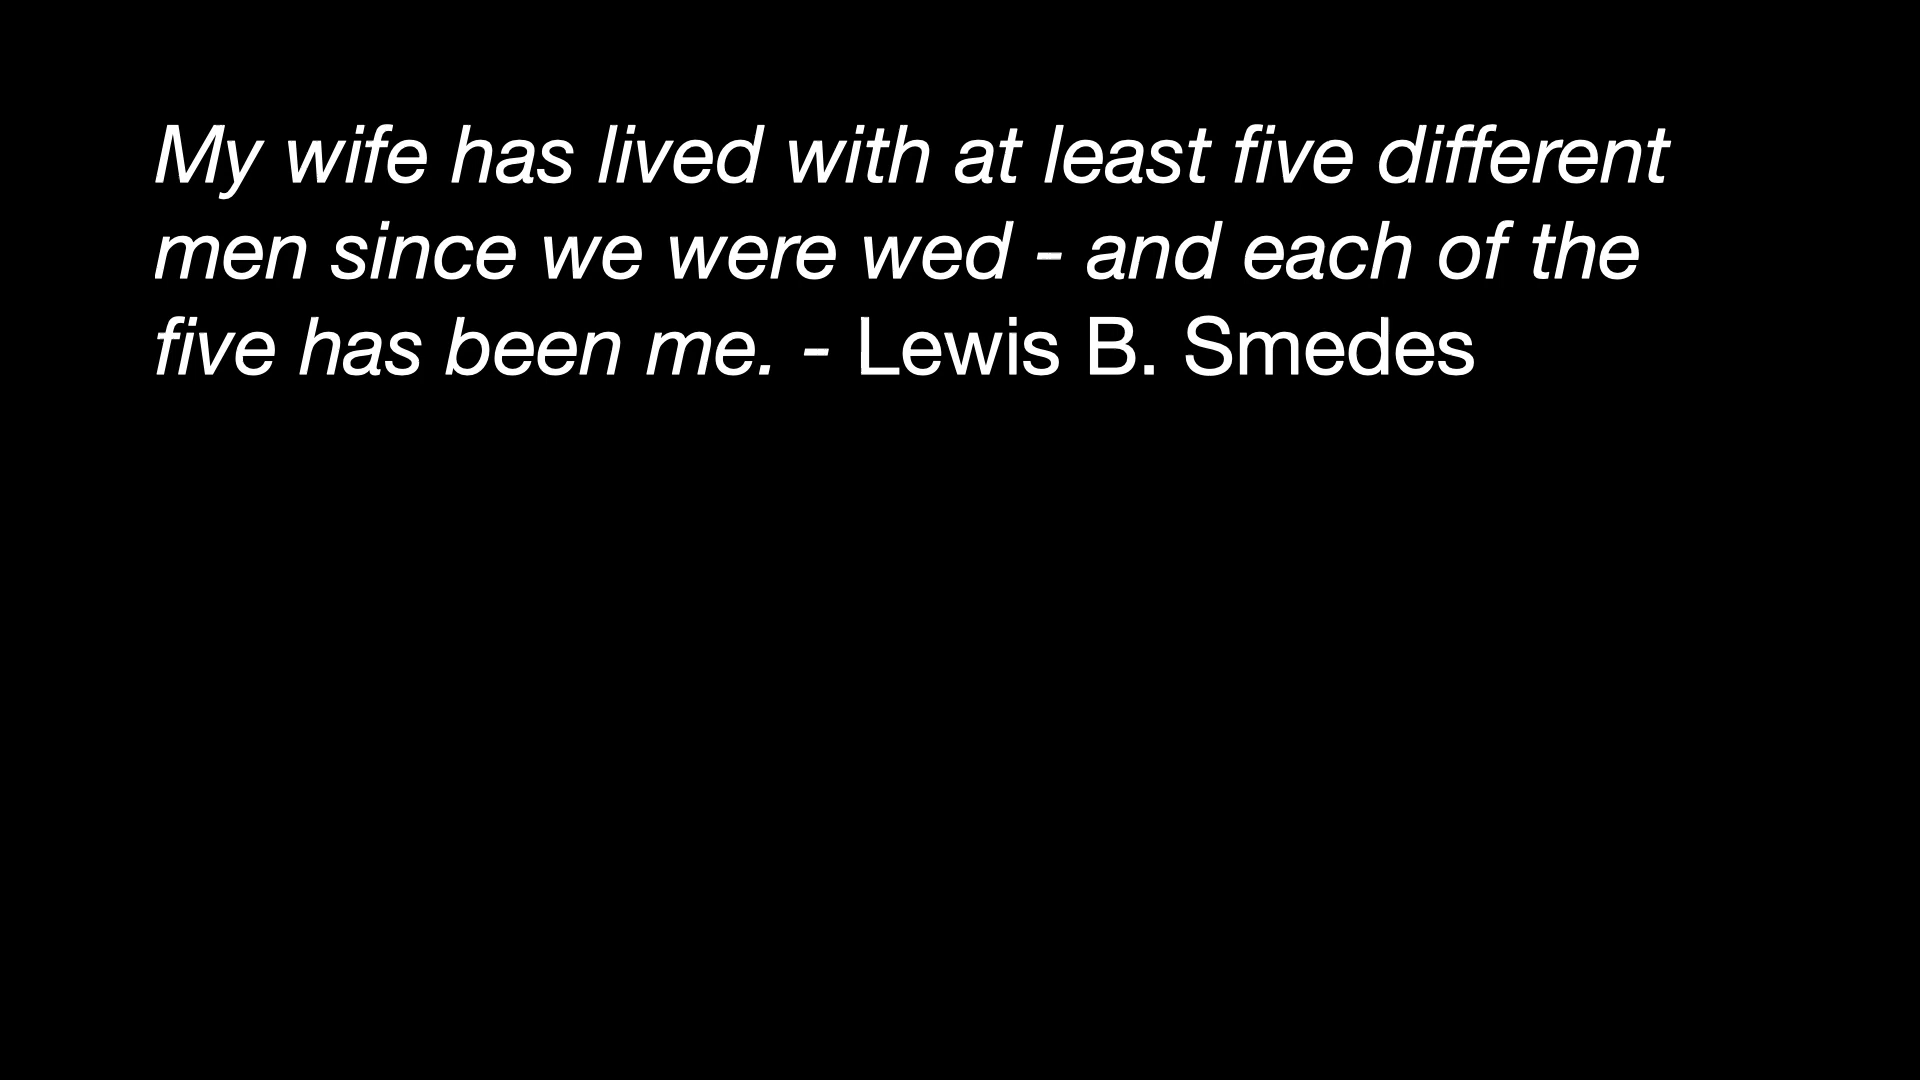 My wife has lived with at least five different
men since we were wed - and each of the
five has been me. - Lewis B. Smedes